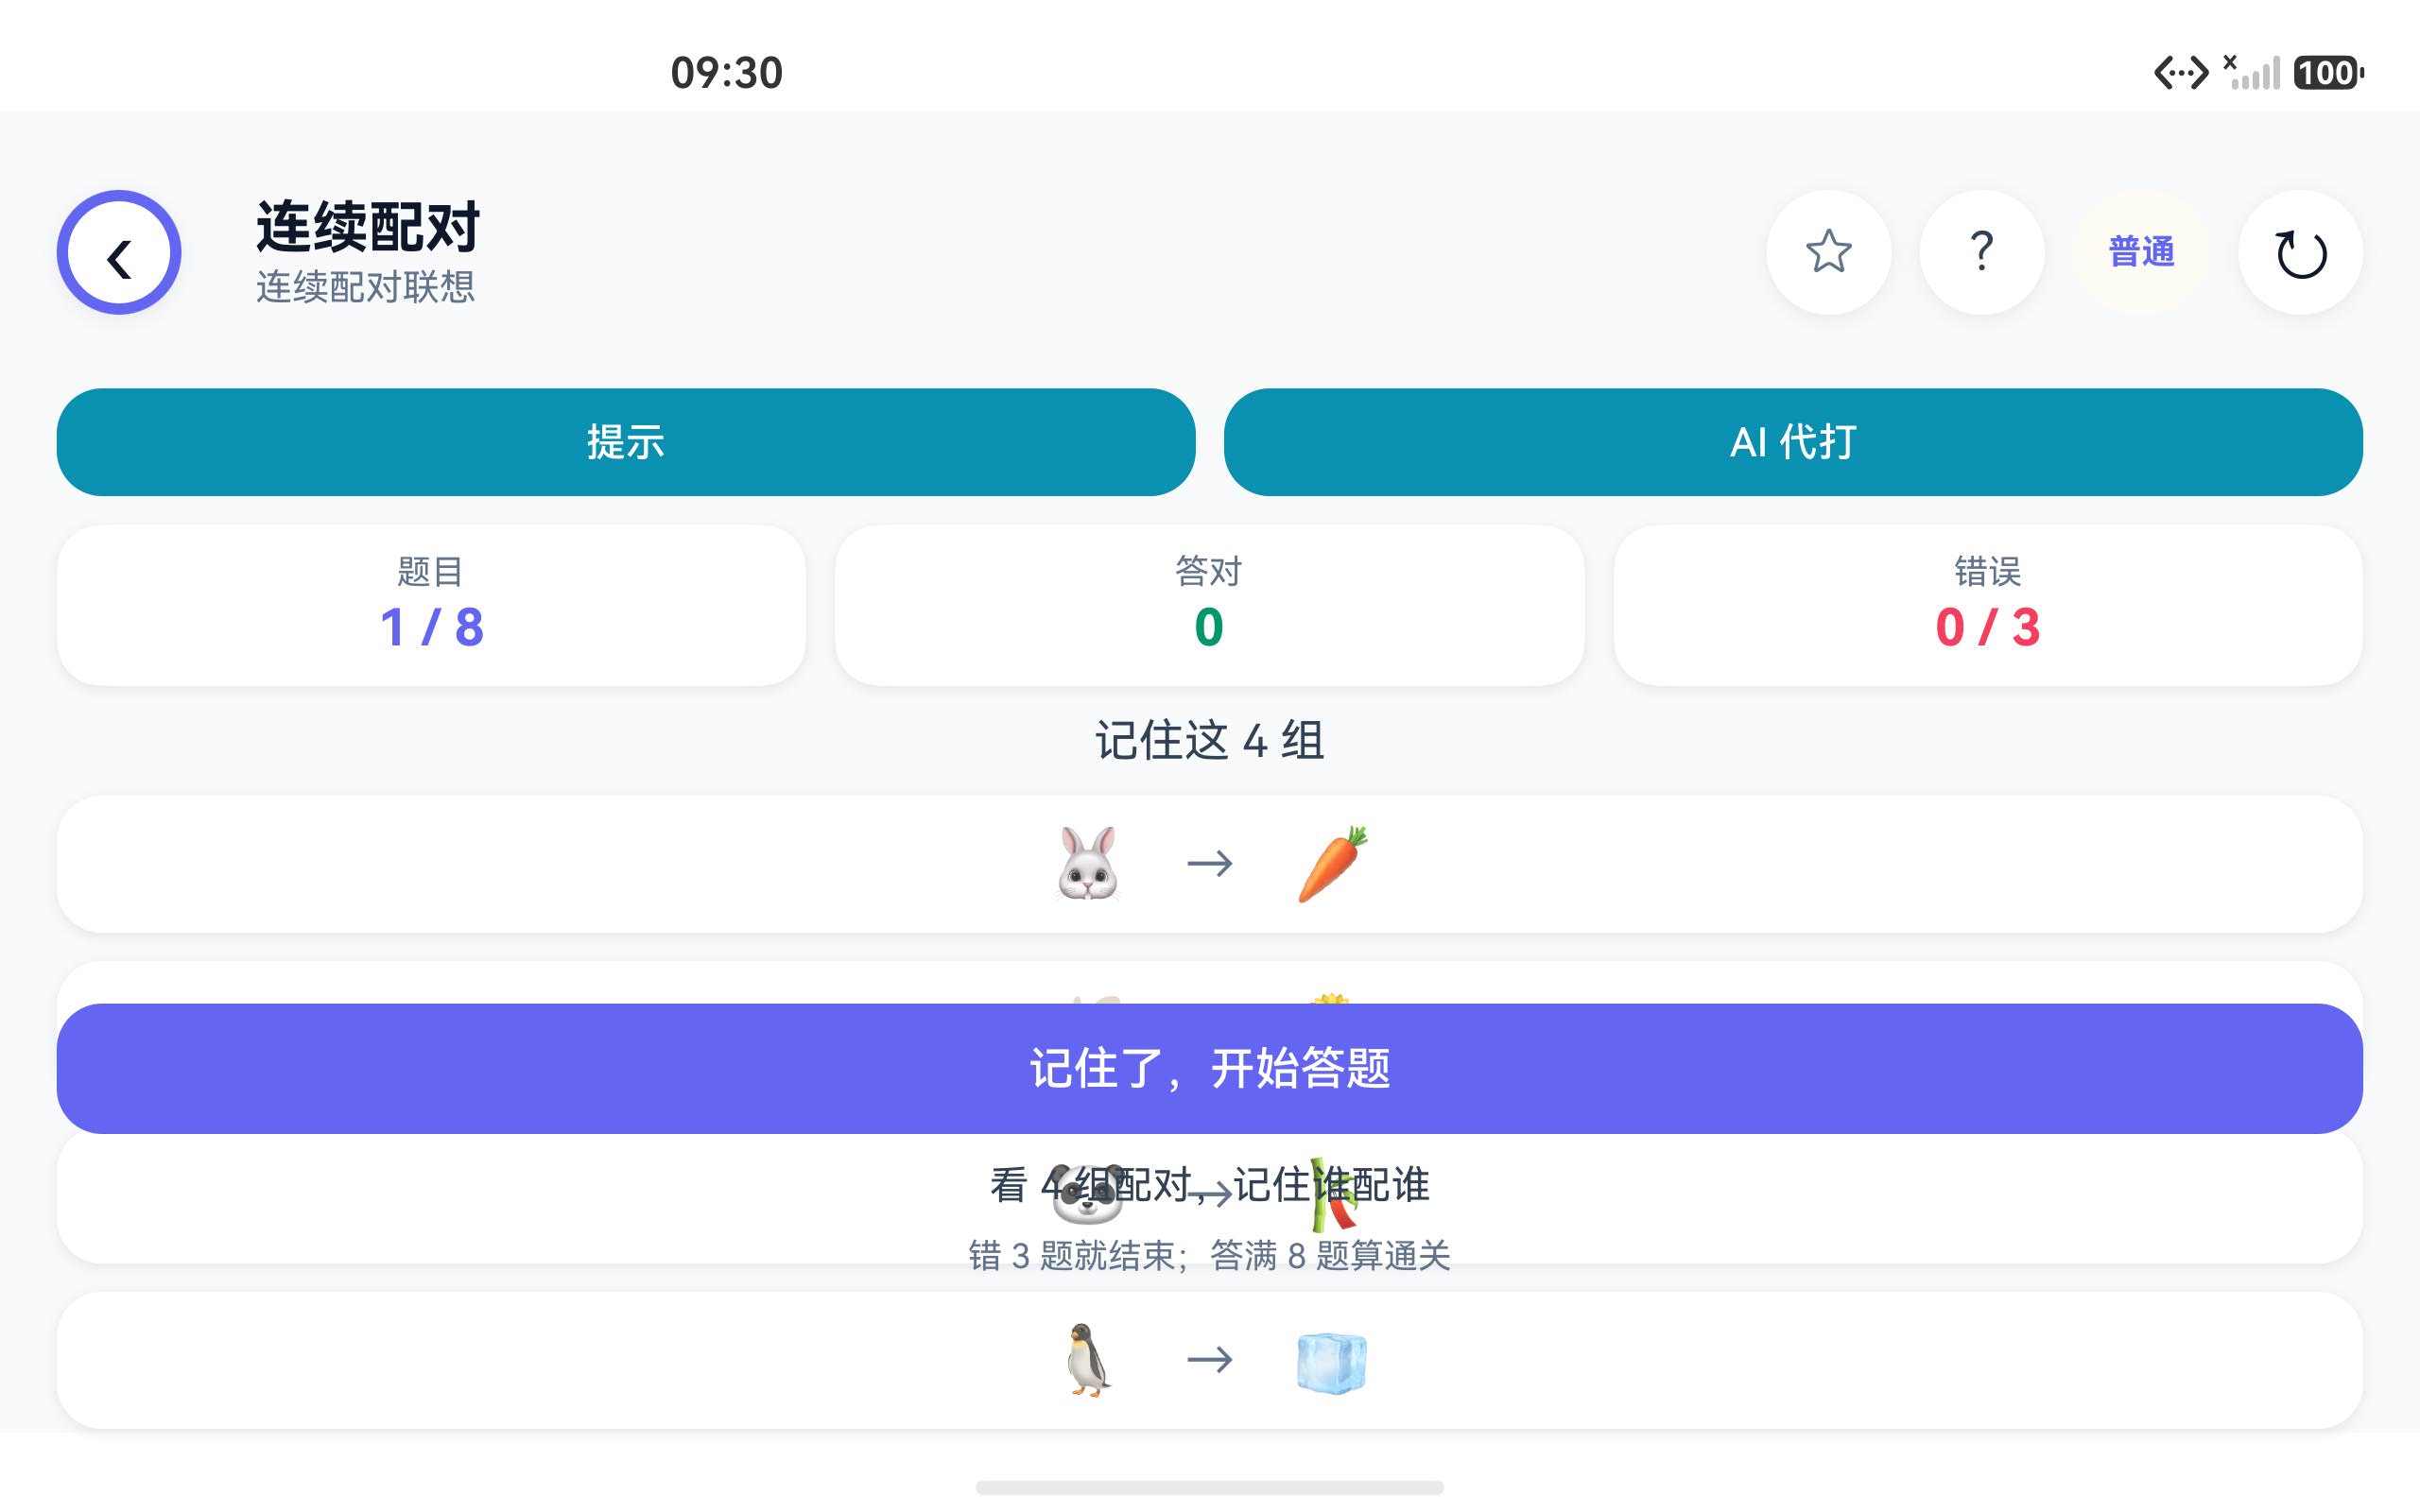 09:30
100
连续配对
连续配对联想
?
普通
提示
AI 代打
题目
1 / 8
答对
0
错误
0 / 3
记住这 4 组
→
记住了，开始答题
看 4 组配对，记住谁配谁
→
错 3 题就结束；答满 8 题算通关
→